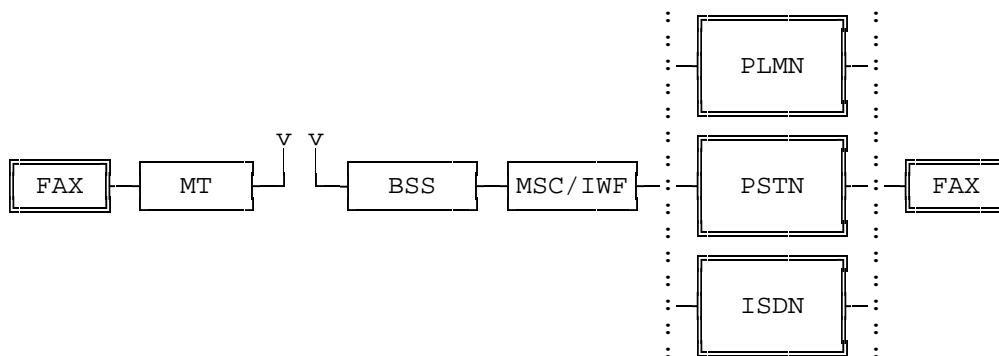 PLMN
v v
FAX MT BSS MSC/IWF PSTN FAX
ISDN